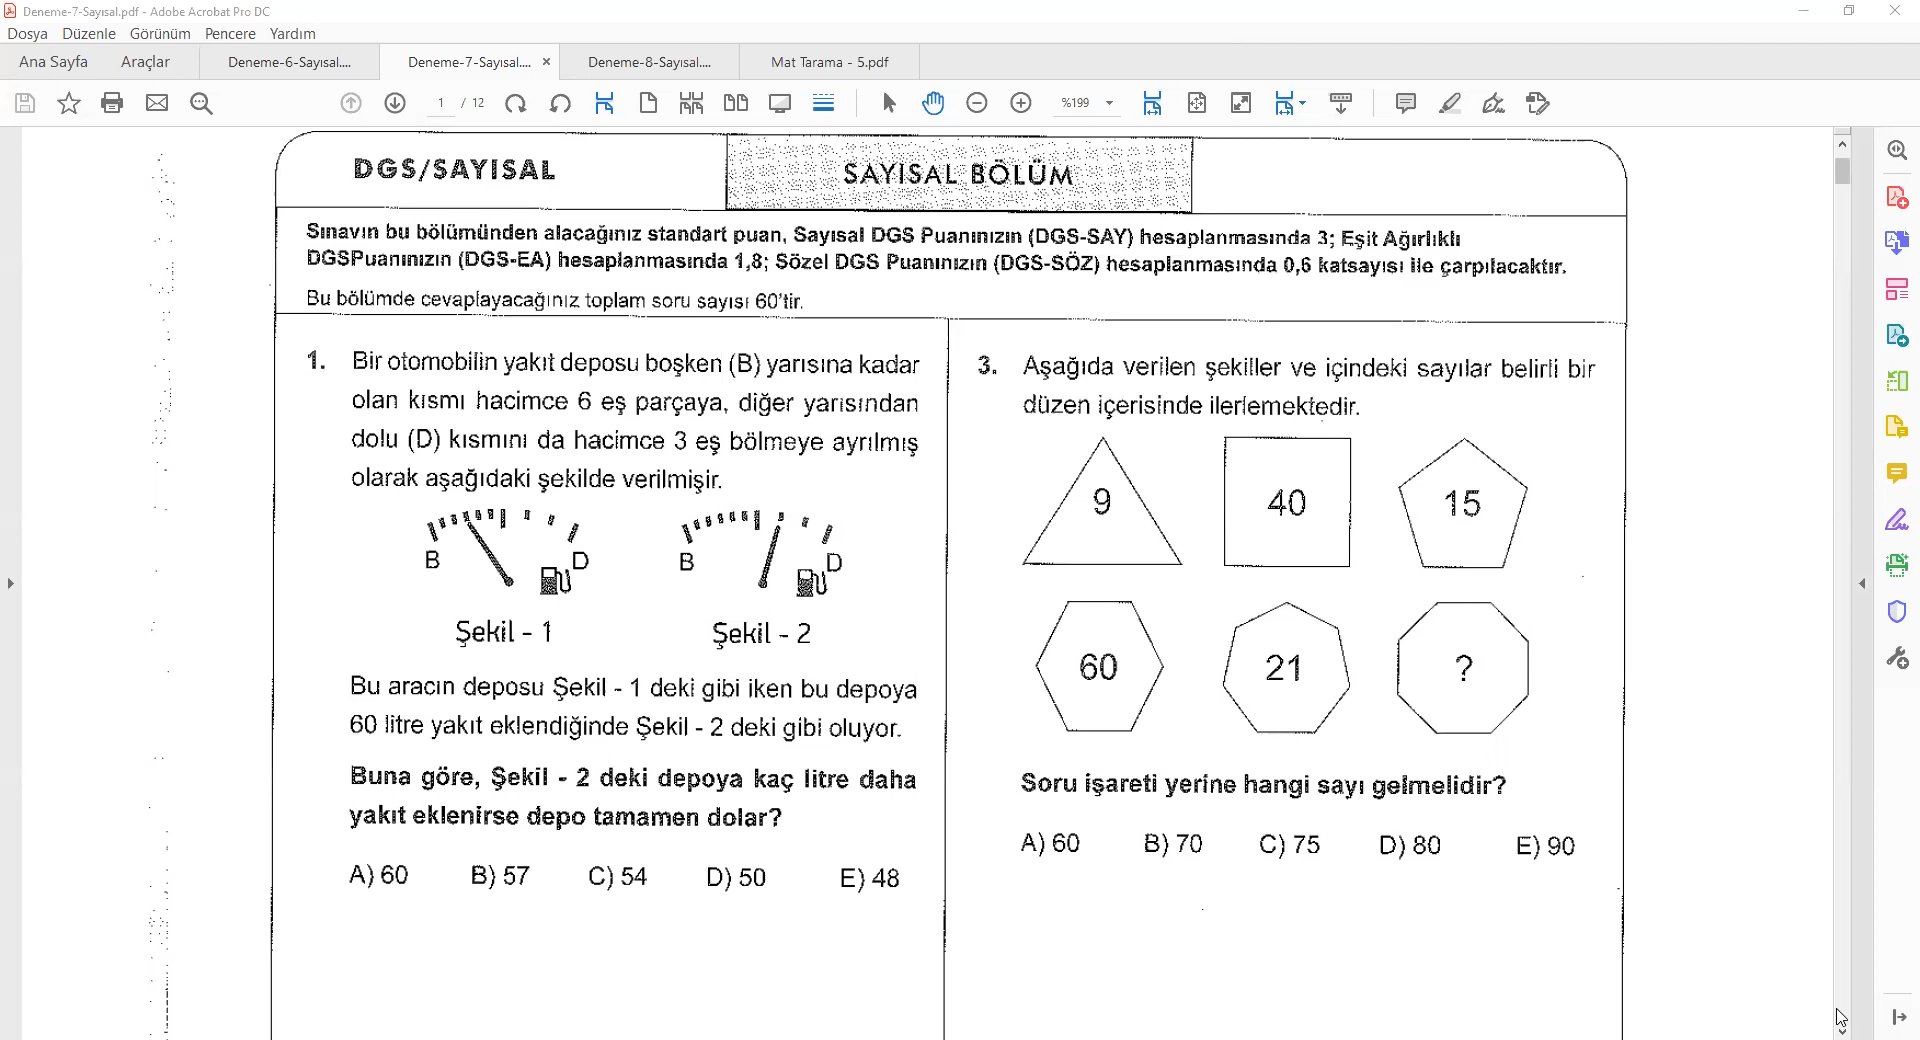 Deneme-7-Sayısal.pdf - Adobe Acrobat Pro DC
Dosya Düzenle Görünüm Pencere Yardım
Ana Sayfa Araçlar Deneme-6-Sayısal.... Deneme-7-Sayısal.... × Deneme-8-Sayısal.... Mat Tarama - 5.pdf
1 / 12 %199
DGS/SAYISAL
SAYISAL BÖLÜM
Sınavın bu bölümünden alacağınız standart puan, Sayısal DGS Puanınızın (DGS-SAY) hesaplanmasında 3; Eşit Ağırlıklı
DGSPuanınızın (DGS-EA) hesaplanmasında 1,8; Sözel DGS Puanınızın (DGS-SÖZ) hesaplanmasında 0,6 katsayısı ile çarpılacaktır.
Bu bölümde cevaplayacağınız toplam soru sayısı 60'tir.
1. Bir otomobilin yakıt deposu boşken (B) yarısına kadar
olan kısmı hacimce 6 eş parçaya, diğer yarısından
dolu (D) kısmını da hacimce 3 eş bölmeye ayrılmış
olarak aşağıdaki şekilde verilmişir.
B D B D
Şekil - 1 Şekil - 2
Bu aracın deposu Şekil - 1 deki gibi iken bu depoya
60 litre yakıt eklendiğinde Şekil - 2 deki gibi oluyor.
Buna göre, Şekil - 2 deki depoya kaç litre daha
yakıt eklenirse depo tamamen dolar?
A) 60 B) 57 C) 54 D) 50 E) 48
3. Aşağıda verilen şekiller ve içindeki sayılar belirli bir
düzen içerisinde ilerlemektedir.
9 40 15
60 21 ?
Soru işareti yerine hangi sayı gelmelidir?
A) 60 B) 70 C) 75 D) 80 E) 90